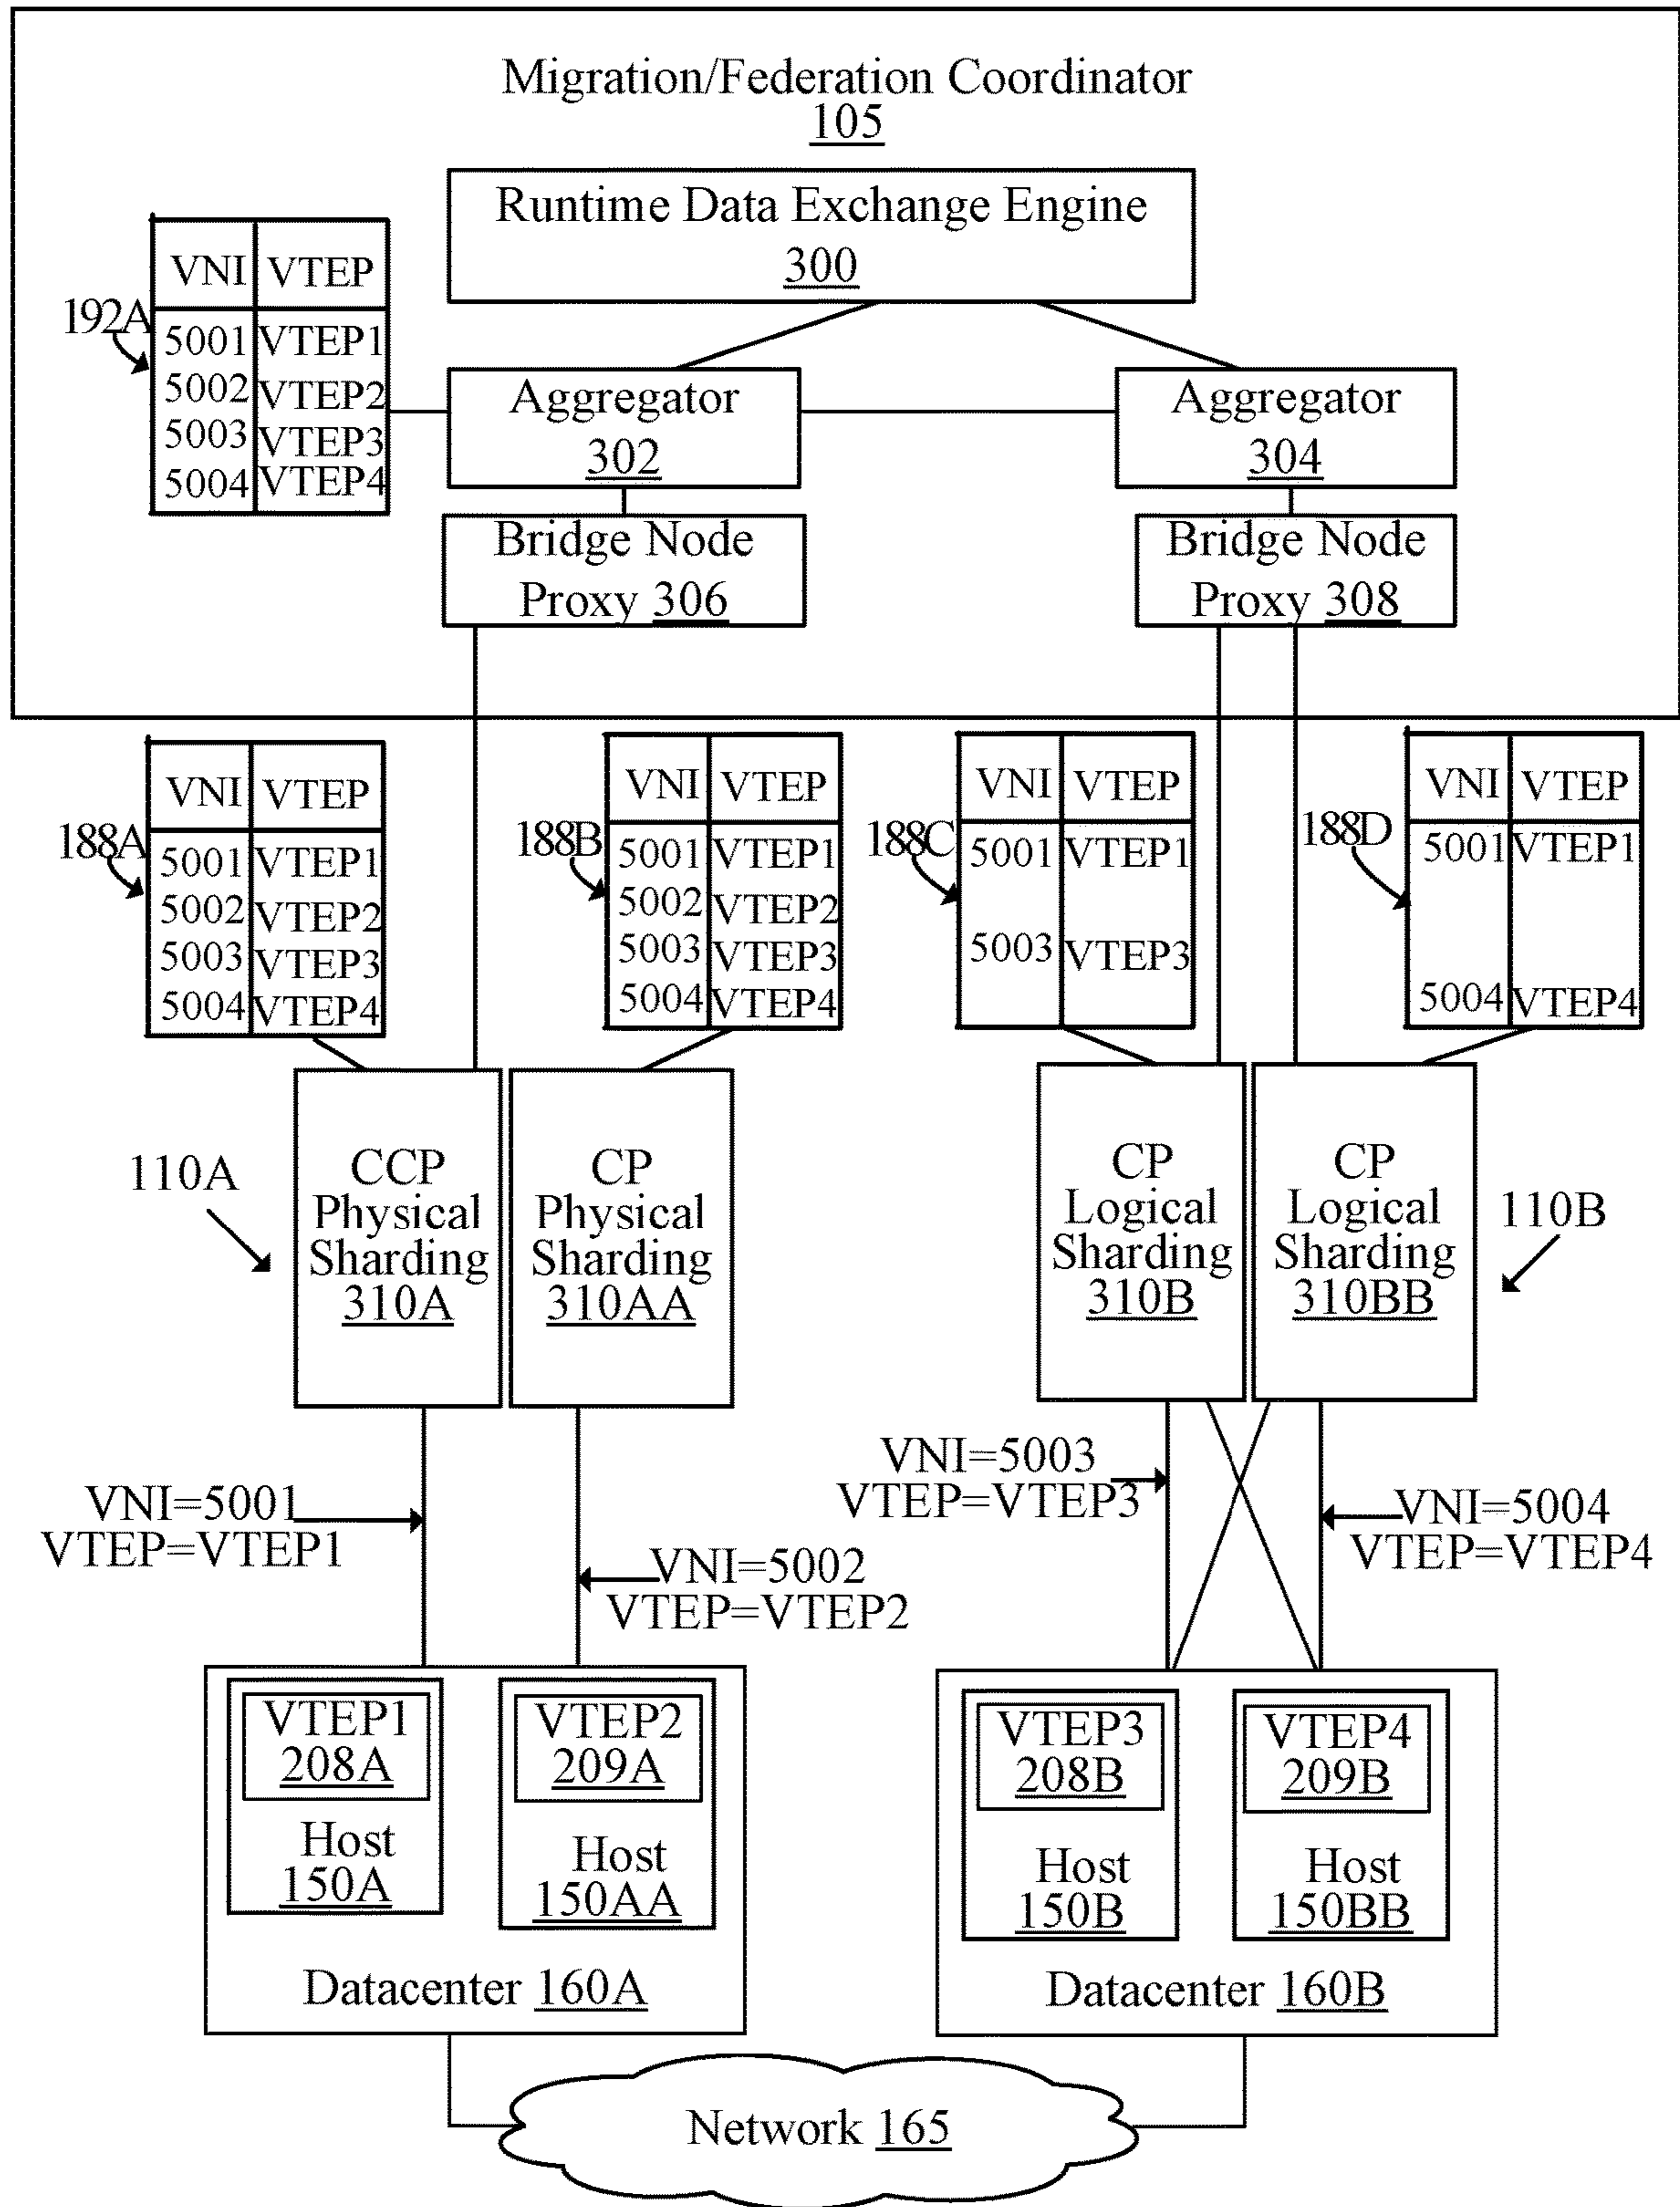 Migration/Federation Coordinator
105
Runtime Data Exchange Engine
300
VNI VTEP
192A
5001 VTEP1
5002 VTEP2
5003 VTEP3
5004 VTEP4
Aggregator
302
Aggregator
304
Bridge Node
Proxy 306
Bridge Node
Proxy 308
VNI VTEP
188A
5001 VTEP1
5002 VTEP2
5003 VTEP3
5004 VTEP4
VNI VTEP
188B
5001 VTEP1
5002 VTEP2
5003 VTEP3
5004 VTEP4
VNI VTEP
188C
5001 VTEP1
5003 VTEP3
VNI VTEP
188D
5001 VTEP1
5004 VTEP4
110A
CCP
Physical
Sharding
310A
CP
Physical
Sharding
310AA
CP
Logical
Sharding
310B
CP
Logical
Sharding
310BB
110B
VNI=5001
VTEP=VTEP1
VNI=5002
VTEP=VTEP2
VNI=5003
VTEP=VTEP3
VNI=5004
VTEP=VTEP4
VTEP1
208A
Host
150A
VTEP2
209A
Host
150AA
Datacenter 160A
VTEP3
208B
Host
150B
VTEP4
209B
Host
150BB
Datacenter 160B
Network 165